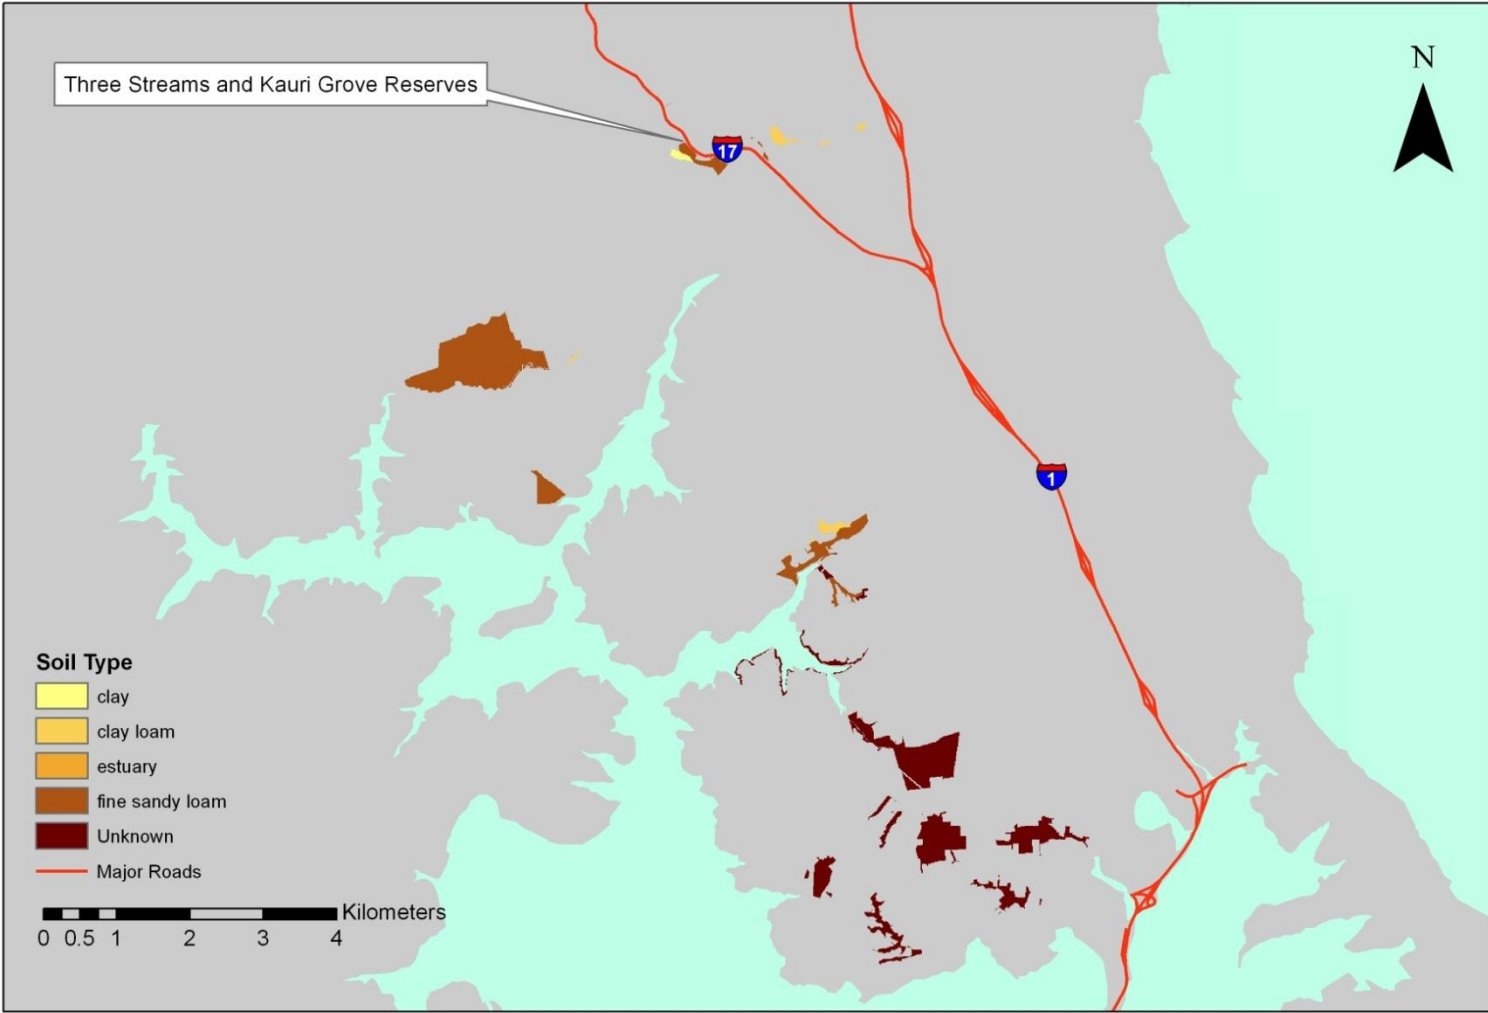 N
Three Streams and Kauri Grove Reserves
17
1
Soil Type
clay
clay loam
estuary
fine sandy loam
Unknown
Major Roads
Kilometers
0 0.5 1 2 3 4